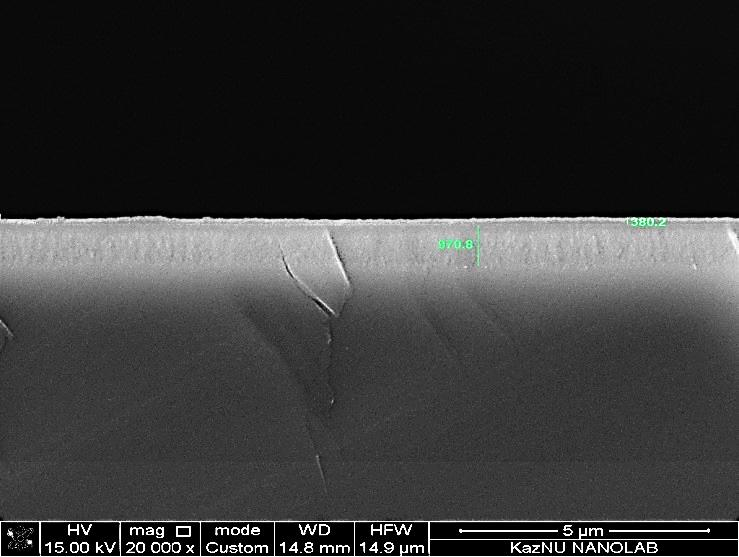 380.2
970.8
HV mag mode WD HFW 5 µm
15.00 kV 20 000 x Custom 14.8 mm 14.9 µm KazNU NANOLAB